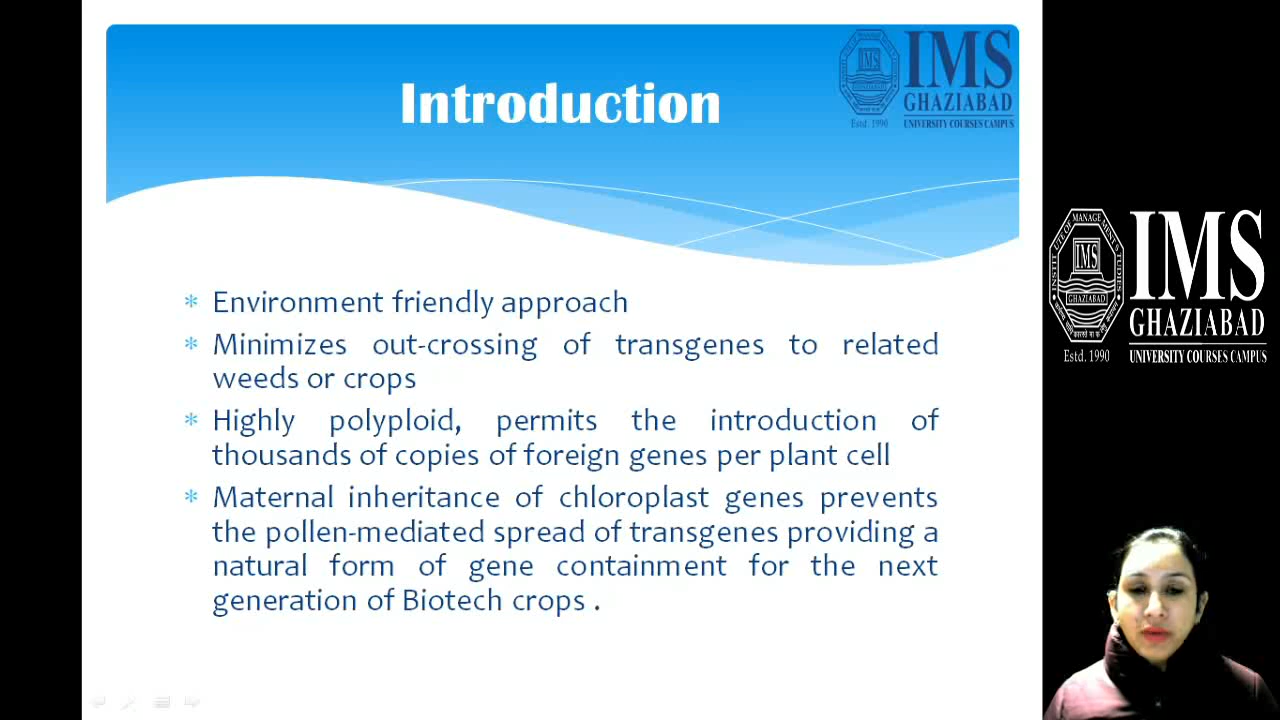 Introduction
IMS
GHAZIABAD
Estd. 1990
UNIVERSITY COURSES CAMPUS
Environment friendly approach
Minimizes out-crossing of transgenes to related
weeds or crops
Highly polyploid, permits the introduction of
thousands of copies of foreign genes per plant cell
Maternal inheritance of chloroplast genes prevents
the pollen-mediated spread of transgenes providing a
natural form of gene containment for the next
generation of Biotech crops .
IMS
GHAZIABAD
IMS
GHAZIABAD
Estd. 1990
UNIVERSITY COURSES CAMPUS